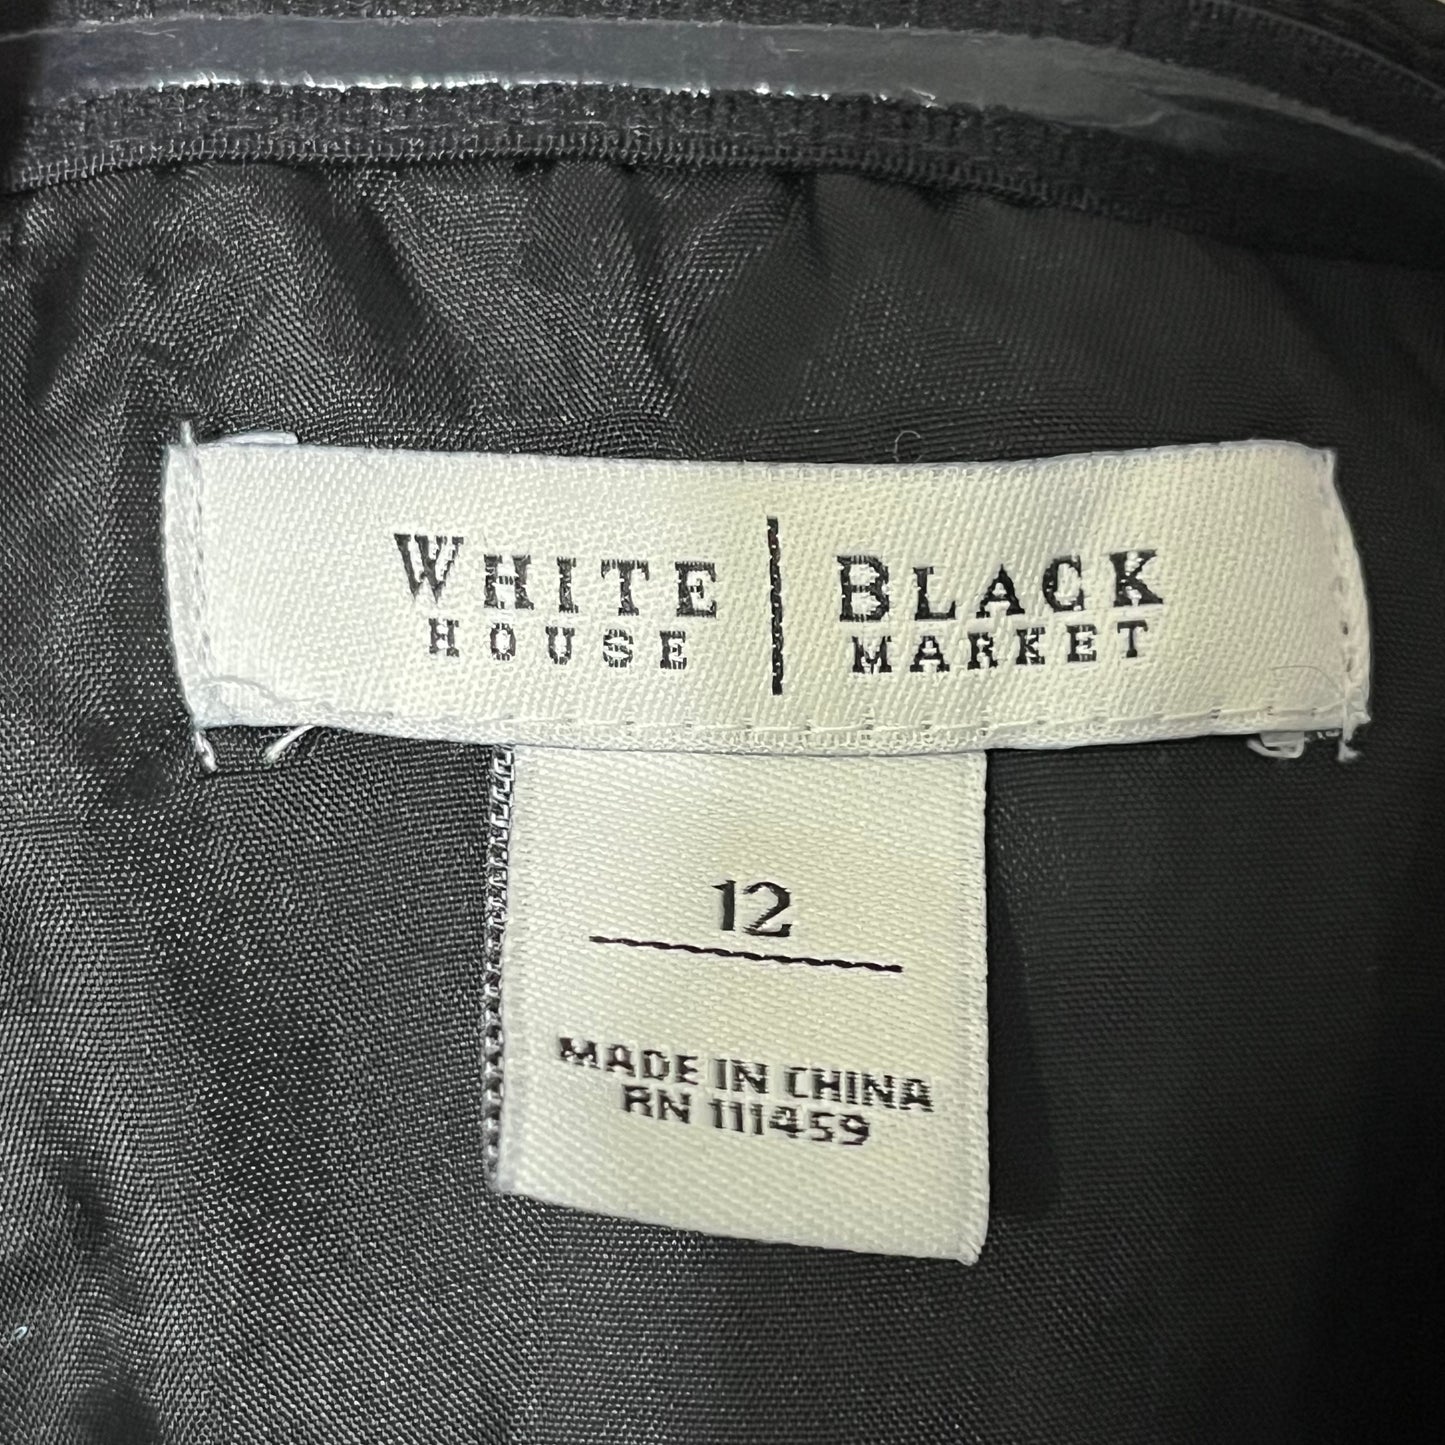 WHITE | BLACK
HOUSE | MARKET
12
MADE IN CHINA
RN 111459